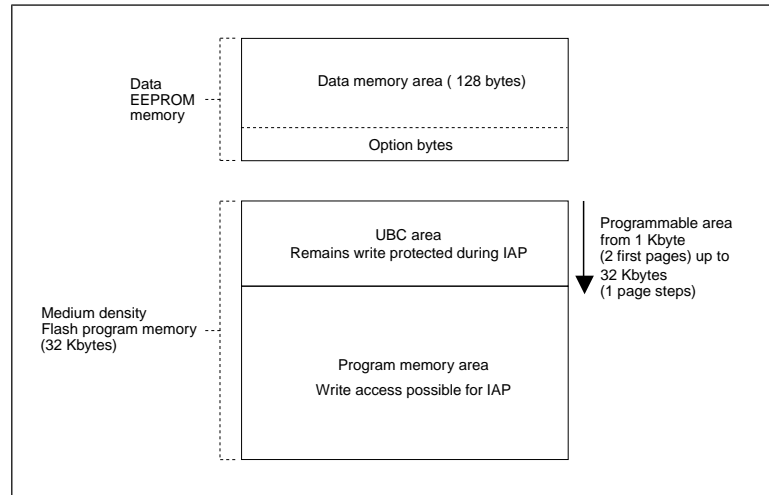 Data
EEPROM
memory
Data memory area ( 128 bytes)
Option bytes
UBC area
Remains write protected during IAP
Programmable area
from 1 Kbyte
(2 first pages) up to
32 Kbytes
(1 page steps)
Medium density
Flash program memory
(32 Kbytes)
Program memory area
Write access possible for IAP